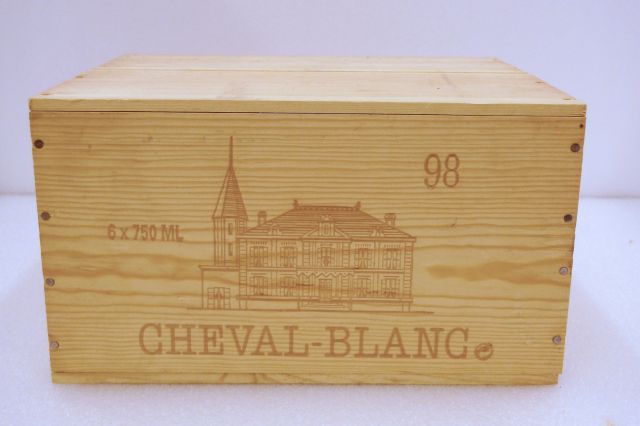 98
6 x 750 ML
CHEVAL-BLANC